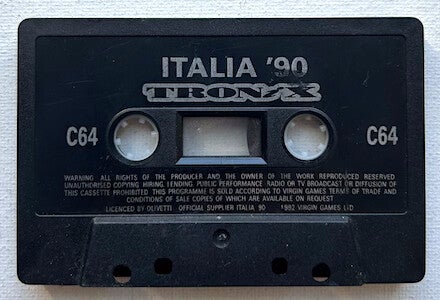 ITALIA '90
TRONIX
C64
C64
WARNING ALL RIGHTS OF THE PRODUCER AND THE OWNER OF THE WORK REPRODUCED RESERVED
UNAUTHORISED COPYING HIRING, LENDING, PUBLIC PERFORMANCE RADIO OR TV BROADCAST OR DIFFUSION OF
THIS CASSETTE PROHIBITED THIS PROGRAMME IS SOLD ACCORDING TO VIRGIN GAMES TERMS OF TRADE AND
CONDITIONS OF SALE COPIES OF WHICH ARE AVAILABLE ON REQUEST
LICENCED BY OLIVETTI OFFICIAL SUPPLIER ITALIA 90 1992 VIRGIN GAMES LTD